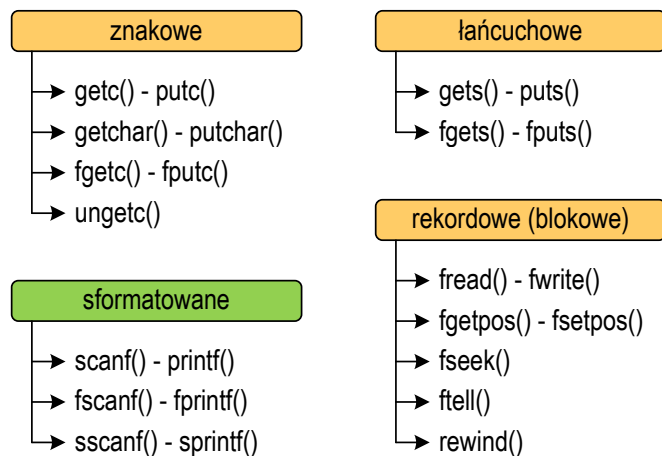 znakowe
getc() - putc()
getchar() - putchar()
fgetc() - fputc()
ungetc()
sformatowane
scanf() - printf()
fscanf() - fprintf()
sscanf() - sprintf()
łańcuchowe
gets() - puts()
fgets() - fputs()
rekordowe (blokowe)
fread() - fwrite()
fgetpos() - fsetpos()
fseek()
ftell()
rewind()